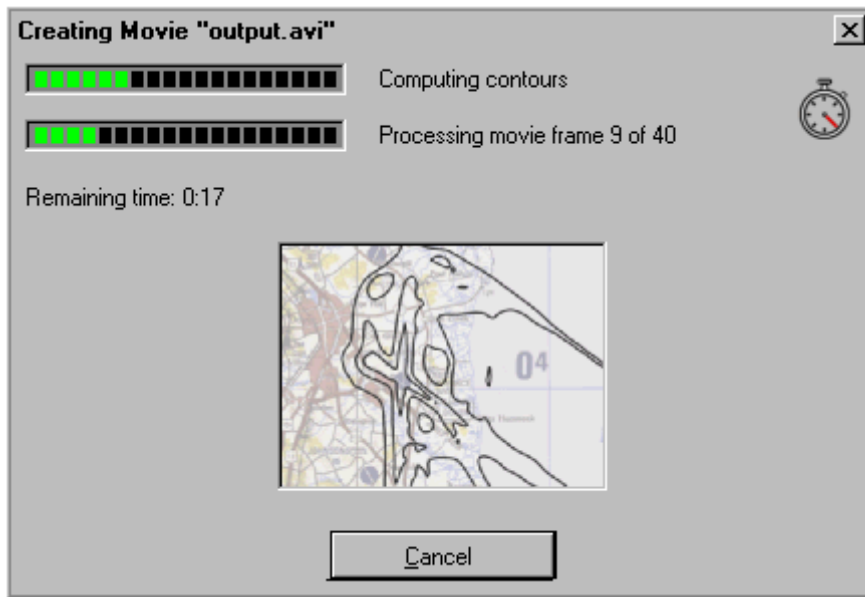 Creating Movie "output.avi"
Computing contours
Processing movie frame 9 of 40
Remaining time: 0:17
04
Cancel